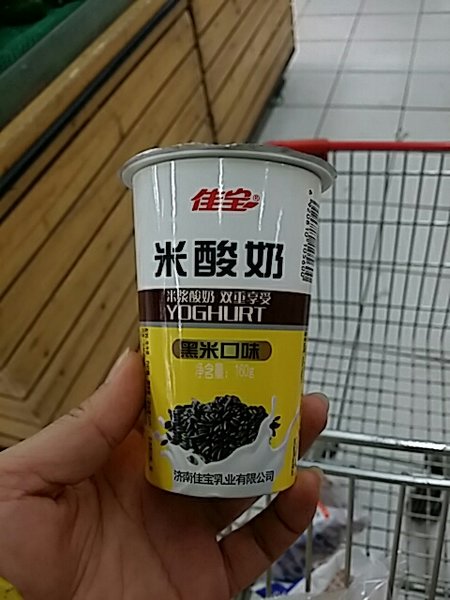 佳宝®
米酸奶
米浆酸奶 双重享受
YOGHURT
黑米口味
净含量：160g
济南佳宝乳业有限公司